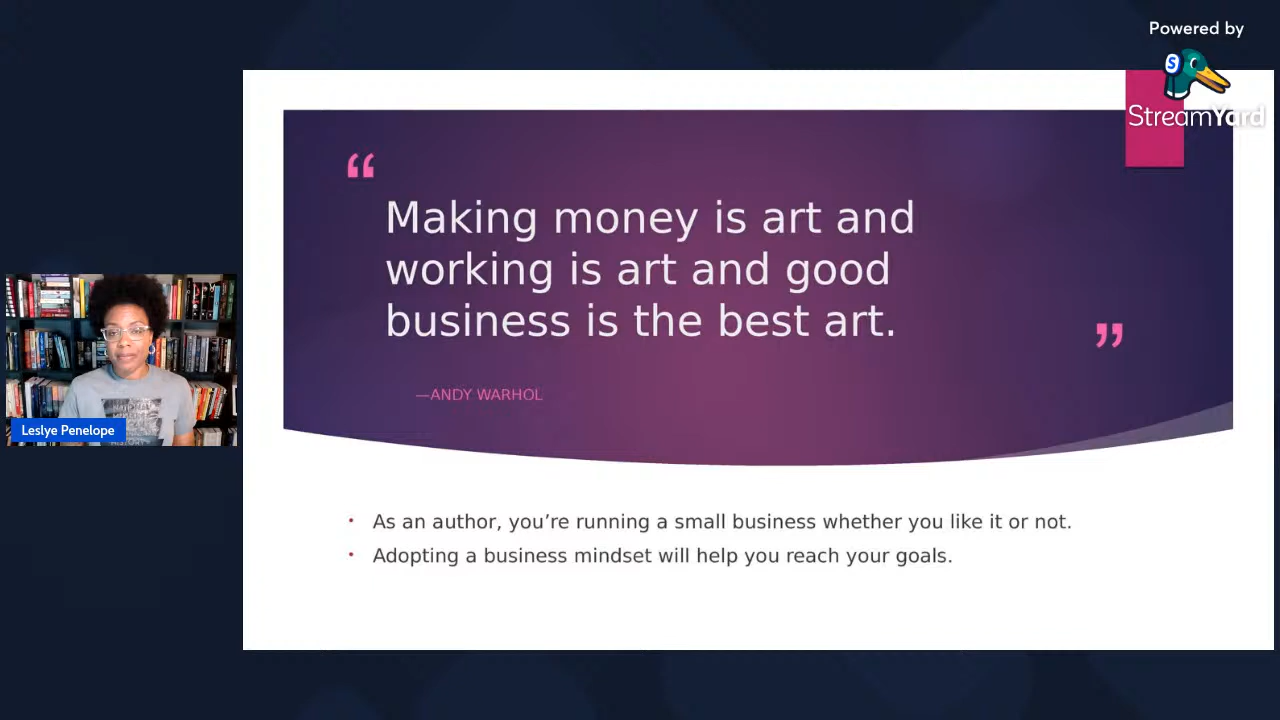 Powered by
StreamYard
“
Making money is art and
working is art and good
business is the best art.
”
—ANDY WARHOL
Leslye Penelope
• As an author, you’re running a small business whether you like it or not.
• Adopting a business mindset will help you reach your goals.